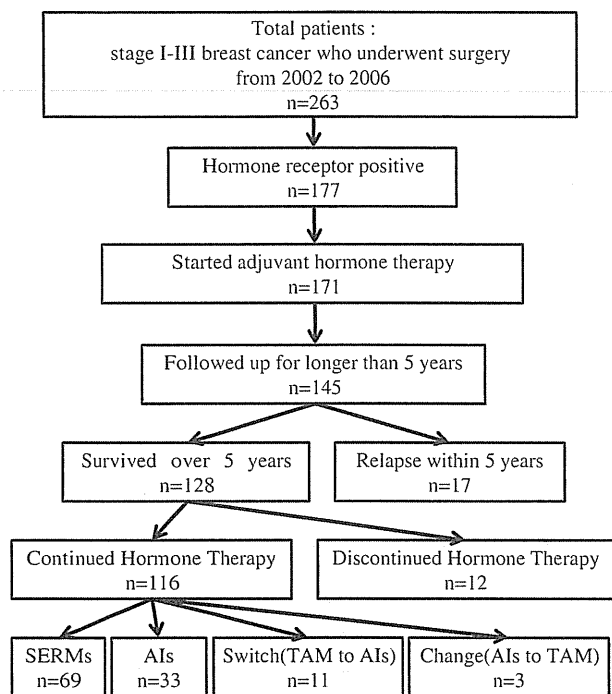 Total patients :
stage I-III breast cancer who underwent surgery
from 2002 to 2006
n=263
Hormone receptor positive
n=177
Started adjuvant hormone therapy
n=171
Followed up for longer than 5 years
n=145
Survived over 5 years
n=128
Relapse within 5 years
n=17
Continued Hormone Therapy
n=116
Discontinued Hormone Therapy
n=12
SERMs
n=69
AIs
n=33
Switch(TAM to AIs)
n=11
Change(AIs to TAM)
n=3